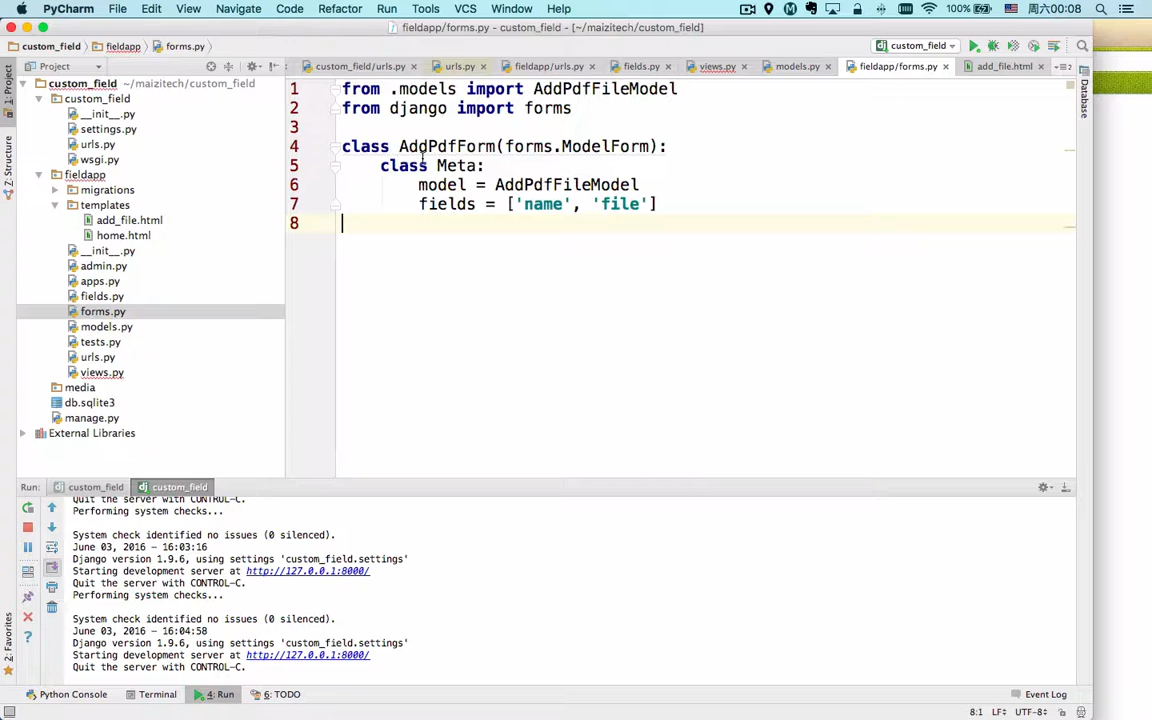 PyCharm File Edit View Navigate Code Refactor Run Tools VCS Window Help 100% 周六00:08
fieldapp/forms.py - custom_field - [~/maizitech/custom_field]
custom_field fieldapp forms.py custom_field
Project custom_field/urls.py urls.py fieldapp/urls.py fields.py views.py models.py fieldapp/forms.py add_file.html
1: Project
Z: Structure
2: Favorites
Database
custom_field ~/maizitech/custom_field
custom_field
__init__.py
settings.py
urls.py
wsgi.py
fieldapp
migrations
templates
add_file.html
home.html
__init__.py
admin.py
apps.py
fields.py
forms.py
models.py
tests.py
urls.py
views.py
media
db.sqlite3
manage.py
External Libraries
1 from .models import AddPdfFileModel
2 from django import forms
3
4 class AddPdfForm(forms.ModelForm):
5 class Meta:
6 model = AddPdfFileModel
7 fields = ['name', 'file']
8
Run: custom_field custom_field
Quit the server with CONTROL-C.
Performing system checks...
System check identified no issues (0 silenced).
June 03, 2016 - 16:03:16
Django version 1.9.6, using settings 'custom_field.settings'
Starting development server at http://127.0.0.1:8000/
Quit the server with CONTROL-C.
Performing system checks...
System check identified no issues (0 silenced).
June 03, 2016 - 16:04:58
Django version 1.9.6, using settings 'custom_field.settings'
Starting development server at http://127.0.0.1:8000/
Quit the server with CONTROL-C.
Python Console Terminal 4: Run 6: TODO Event Log
8:1 LF÷ UTF-8÷